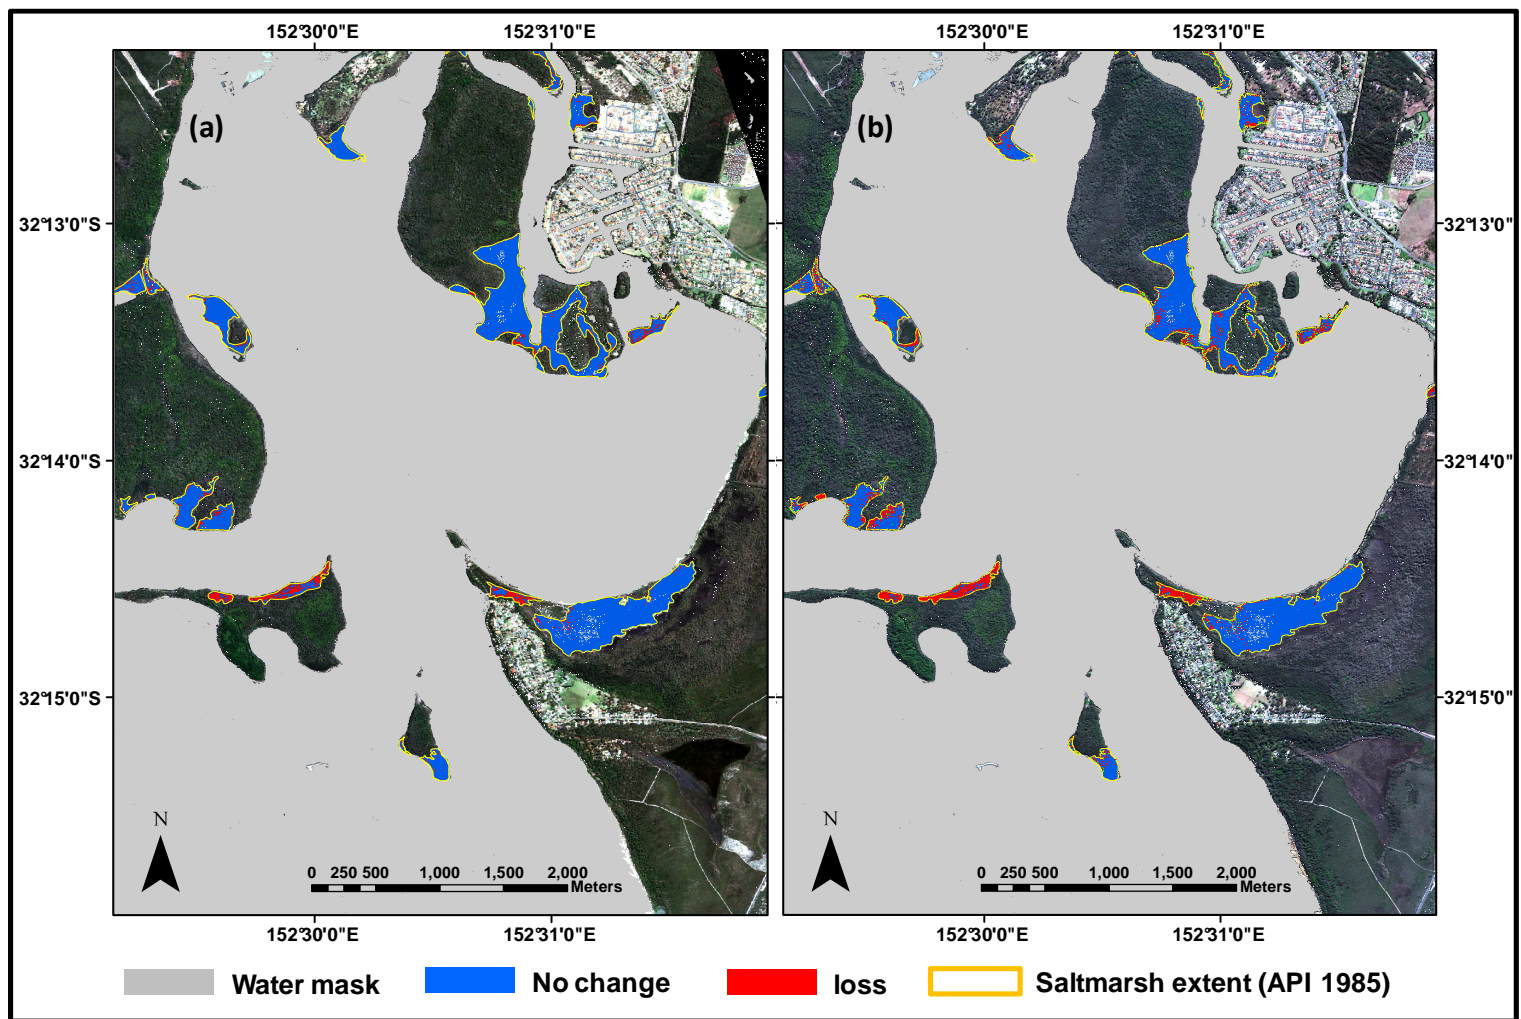 152°30'0"E 152°31'0"E 152°30'0"E 152°31'0"E
(a) (b)
32°13'0"S 32°13'0"
32°14'0"S 32°14'0"
32°15'0"S 32°15'0"
N N
0 250 500 1,000 1,500 2,000
Meters
0 250 500 1,000 1,500 2,000
Meters
152°30'0"E 152°31'0"E 152°30'0"E 152°31'0"E
Water mask No change loss Saltmarsh extent (API 1985)